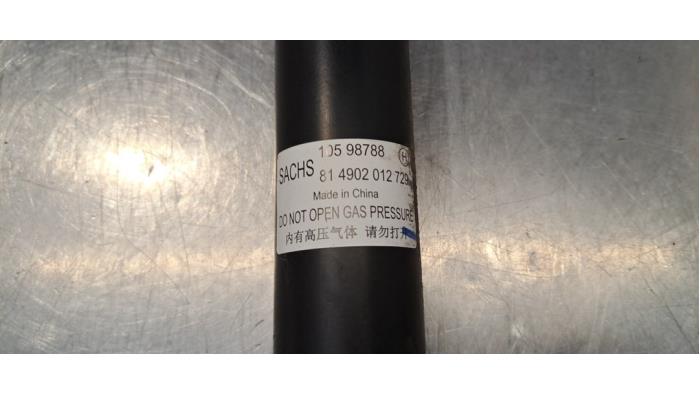 105 98788
SACHS
81 4902 012 729
Made in China
DO NOT OPEN GAS PRESSURE
内有高压气体 请勿打开